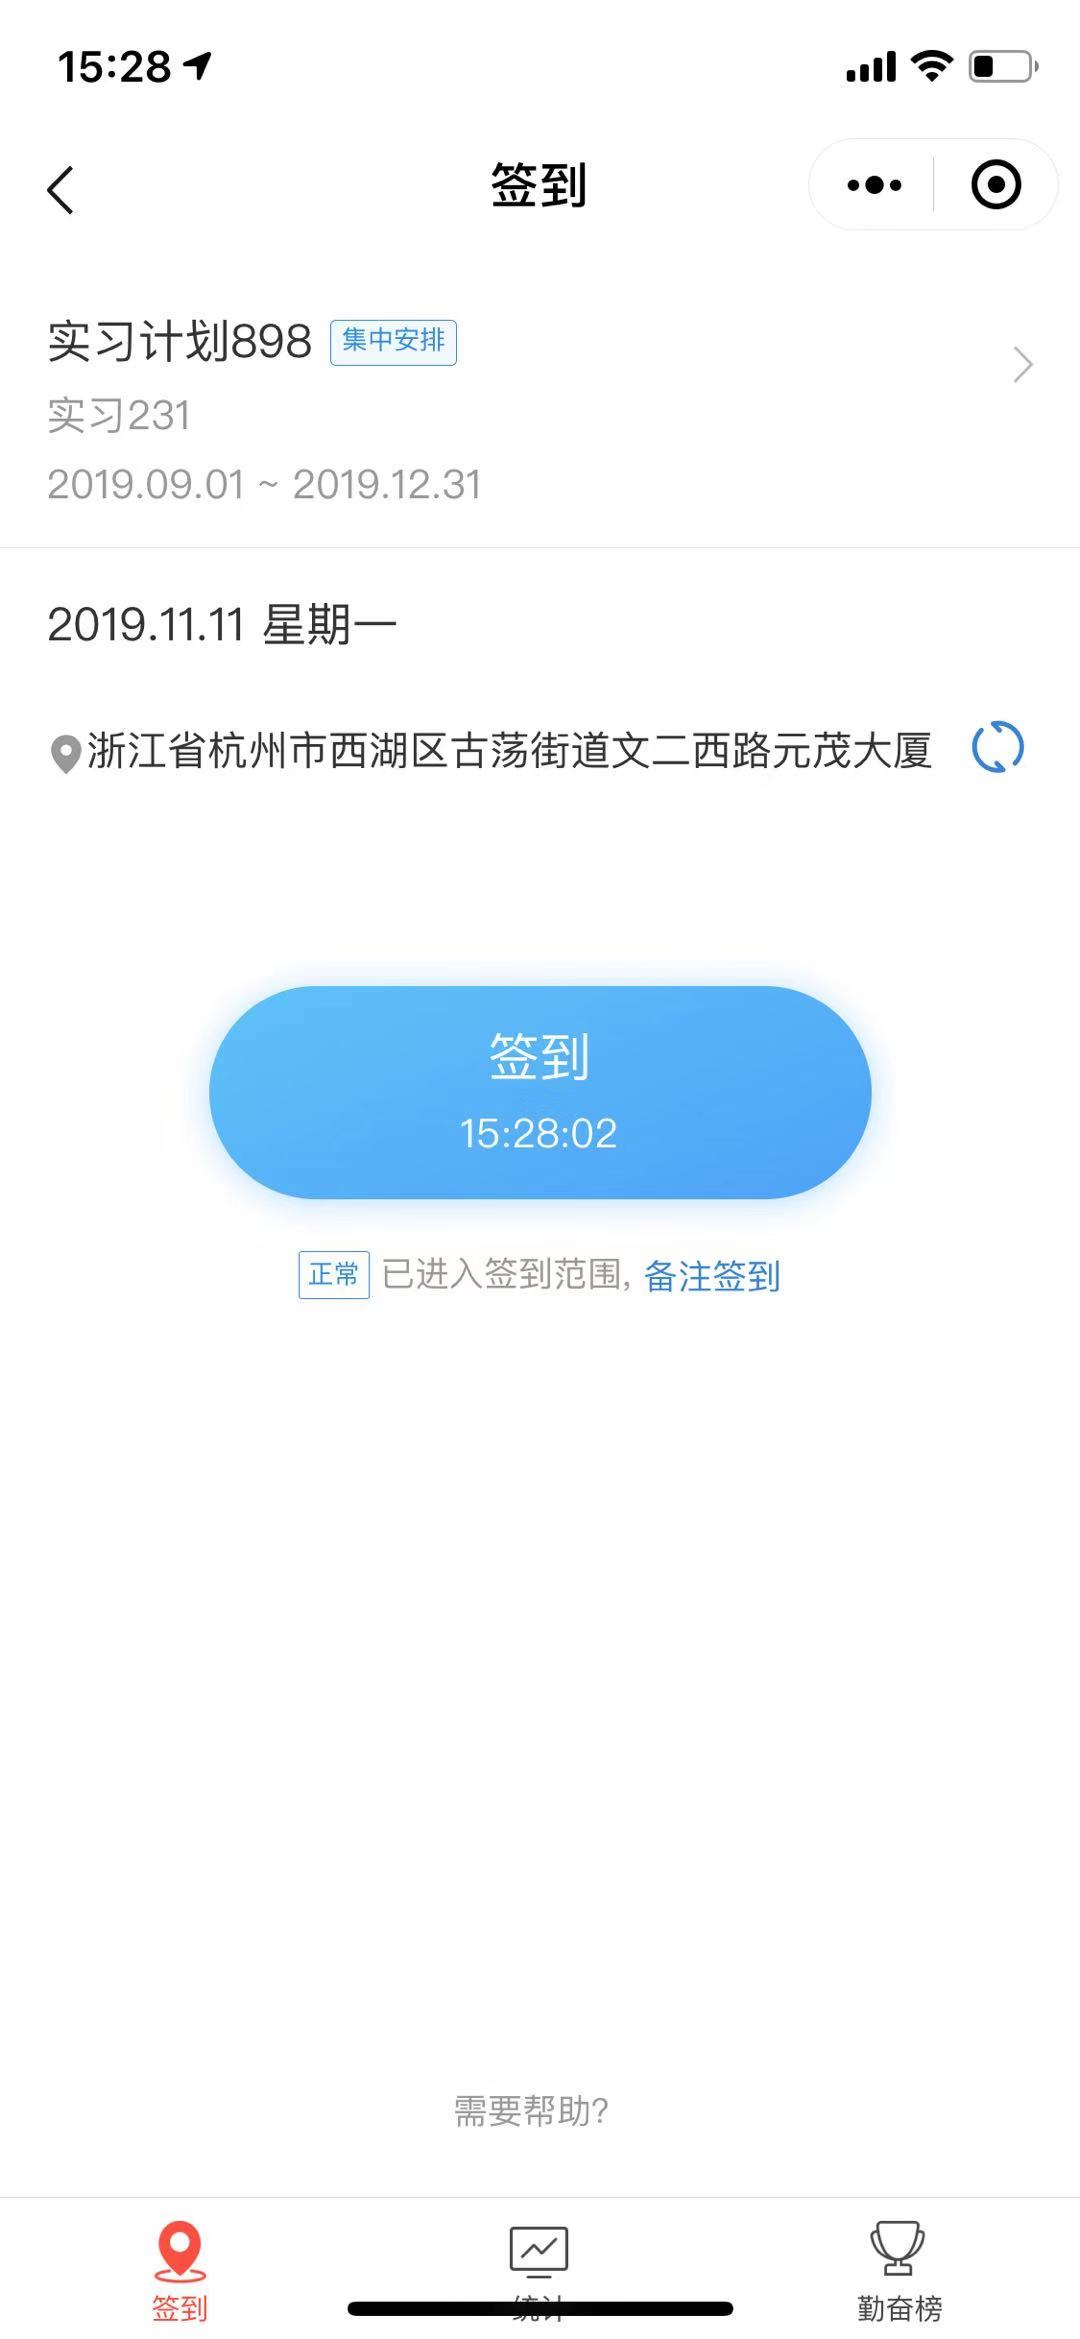 15:28
签到
实习计划898 集中安排
实习231
2019.09.01 ~ 2019.12.31
2019.11.11 星期一
浙江省杭州市西湖区古荡街道文二西路元茂大厦
签到
15:28:02
正常 已进入签到范围, 备注签到
需要帮助?
签到 统计 勤奋榜